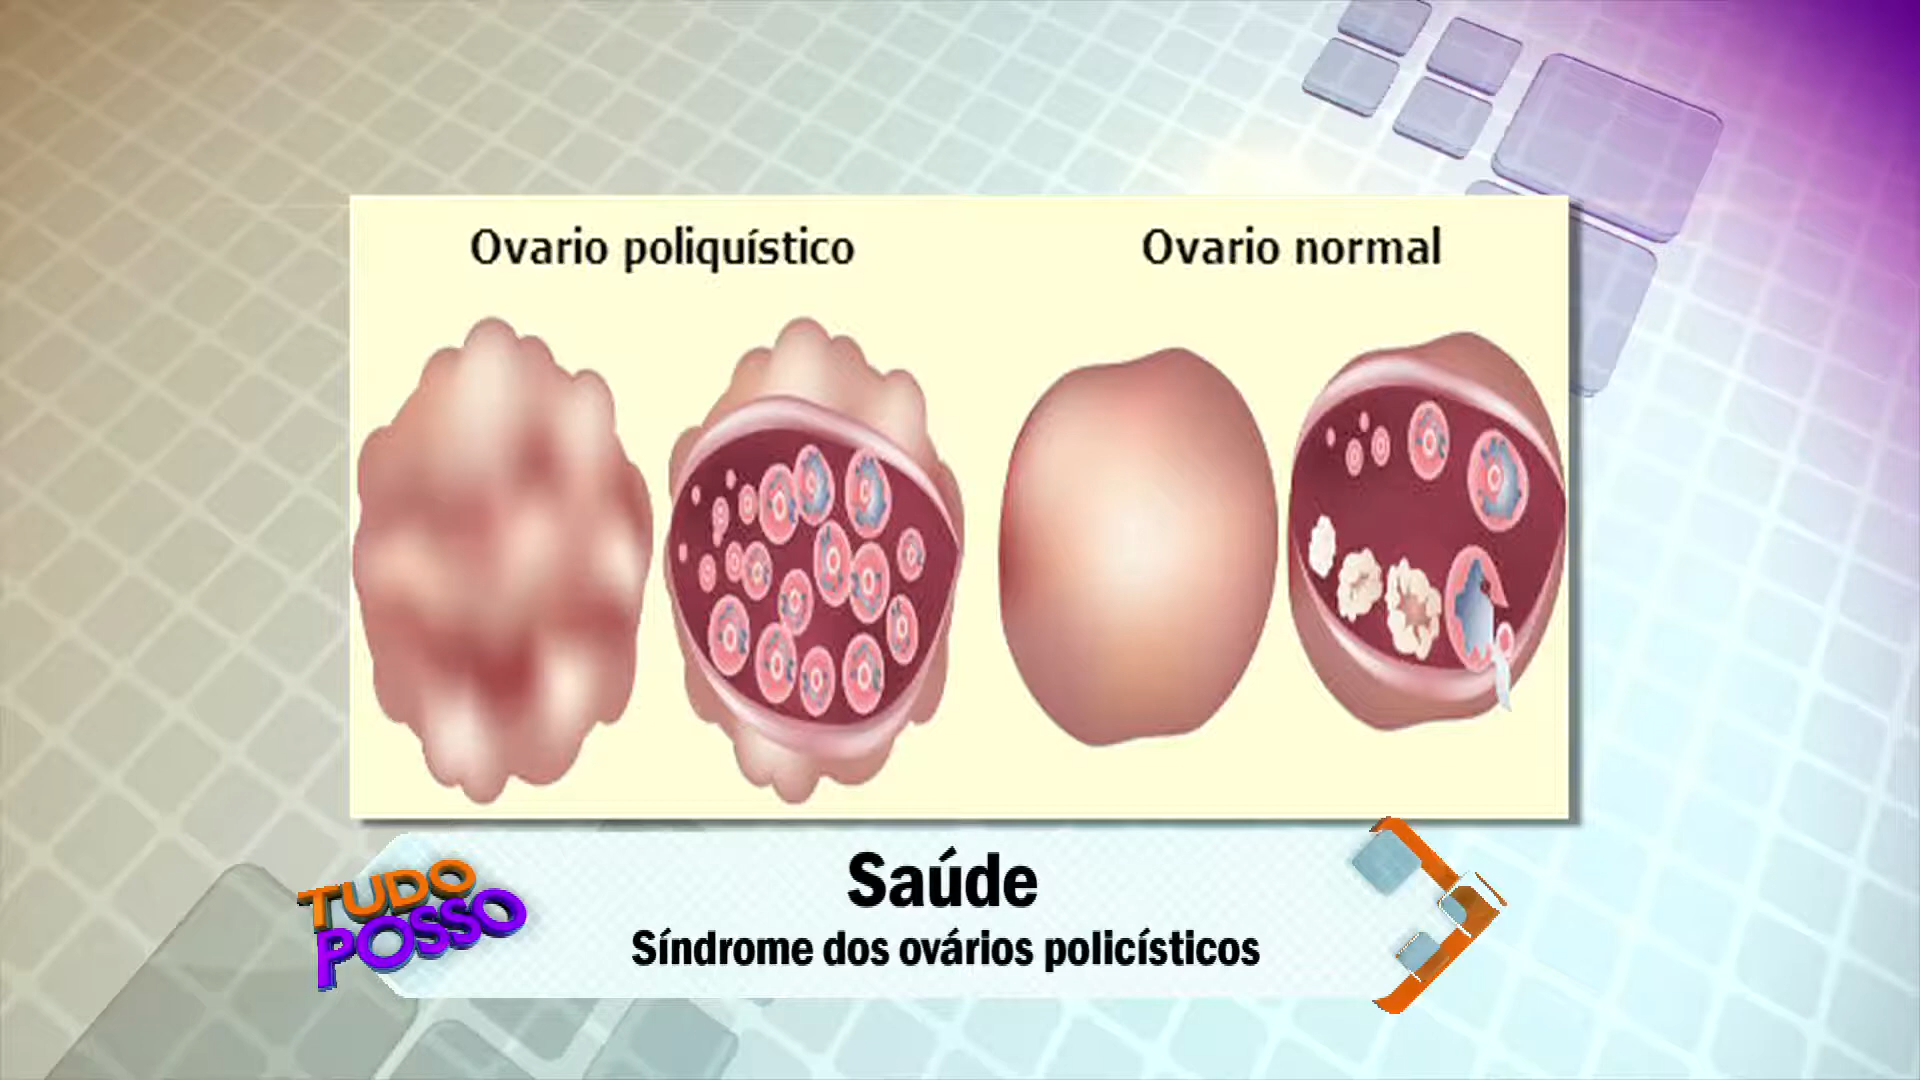 Ovario poliquístico
Ovario normal
Saúde
TUDO
POSSO
Síndrome dos ovários policísticos